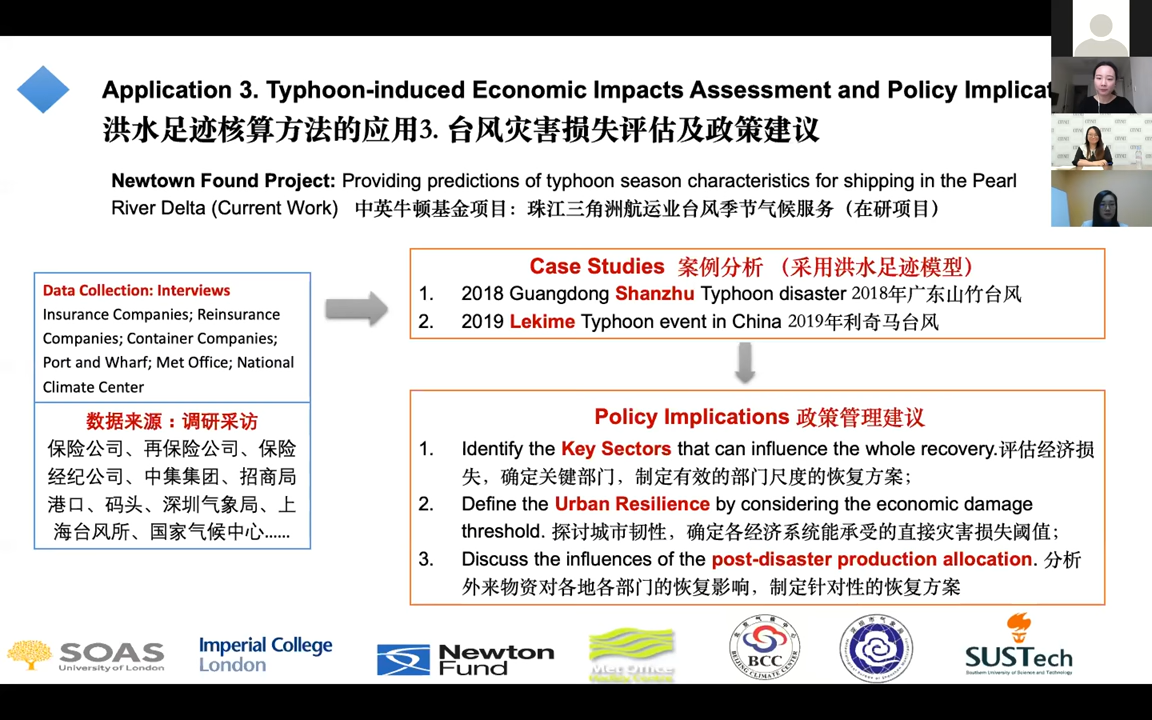 Application 3. Typhoon-induced Economic Impacts Assessment and Policy Implicat
洪水足迹核算方法的应用3. 台风灾害损失评估及政策建议
Newtown Found Project: Providing predictions of typhoon season characteristics for shipping in the Pearl
River Delta (Current Work) 中英牛顿基金项目：珠江三角洲航运业台风季节气候服务（在研项目）
Data Collection: Interviews
Insurance Companies; Reinsurance
Companies; Container Companies;
Port and Wharf; Met Office; National
Climate Center
数据来源：调研采访
保险公司、再保险公司、保险
经纪公司、中集集团、招商局
港口、码头、深圳气象局、上
海台风所、国家气候中心......
Case Studies 案例分析 （采用洪水足迹模型）
1. 2018 Guangdong Shanzhu Typhoon disaster 2018年广东山竹台风
2. 2019 Lekime Typhoon event in China 2019年利奇马台风
Policy Implications 政策管理建议
1. Identify the Key Sectors that can influence the whole recovery.评估经济损
失，确定关键部门，制定有效的部门尺度的恢复方案；
2. Define the Urban Resilience by considering the economic damage
threshold. 探讨城市韧性，确定各经济系统能承受的直接灾害损失阈值；
3. Discuss the influences of the post-disaster production allocation. 分析
外来物资对各地各部门的恢复影响，制定针对性的恢复方案
SOAS
University of London
Imperial College
London
Newton
Fund
Met Office
BCC
BEIJING CLIMATE CENTER
SUSTech
Southern University of Science and Technology